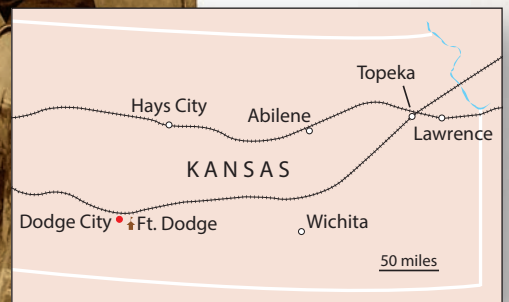 Topeka
Hays City
Abilene
Lawrence
KANSAS
Dodge City
Ft. Dodge
Wichita
50 miles